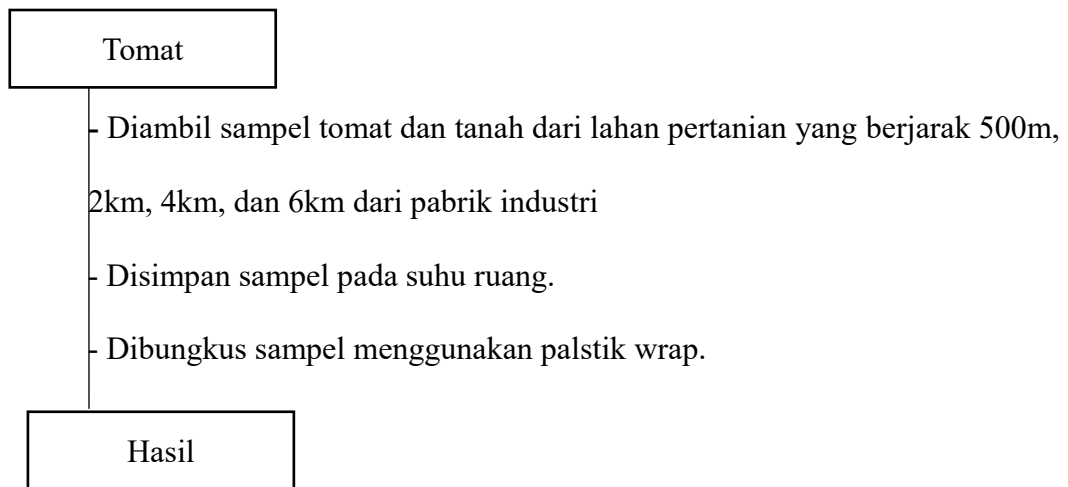 Tomat
- Diambil sampel tomat dan tanah dari lahan pertanian yang berjarak 500m,
2km, 4km, dan 6km dari pabrik industri
- Disimpan sampel pada suhu ruang.
- Dibungkus sampel menggunakan palstik wrap.
Hasil